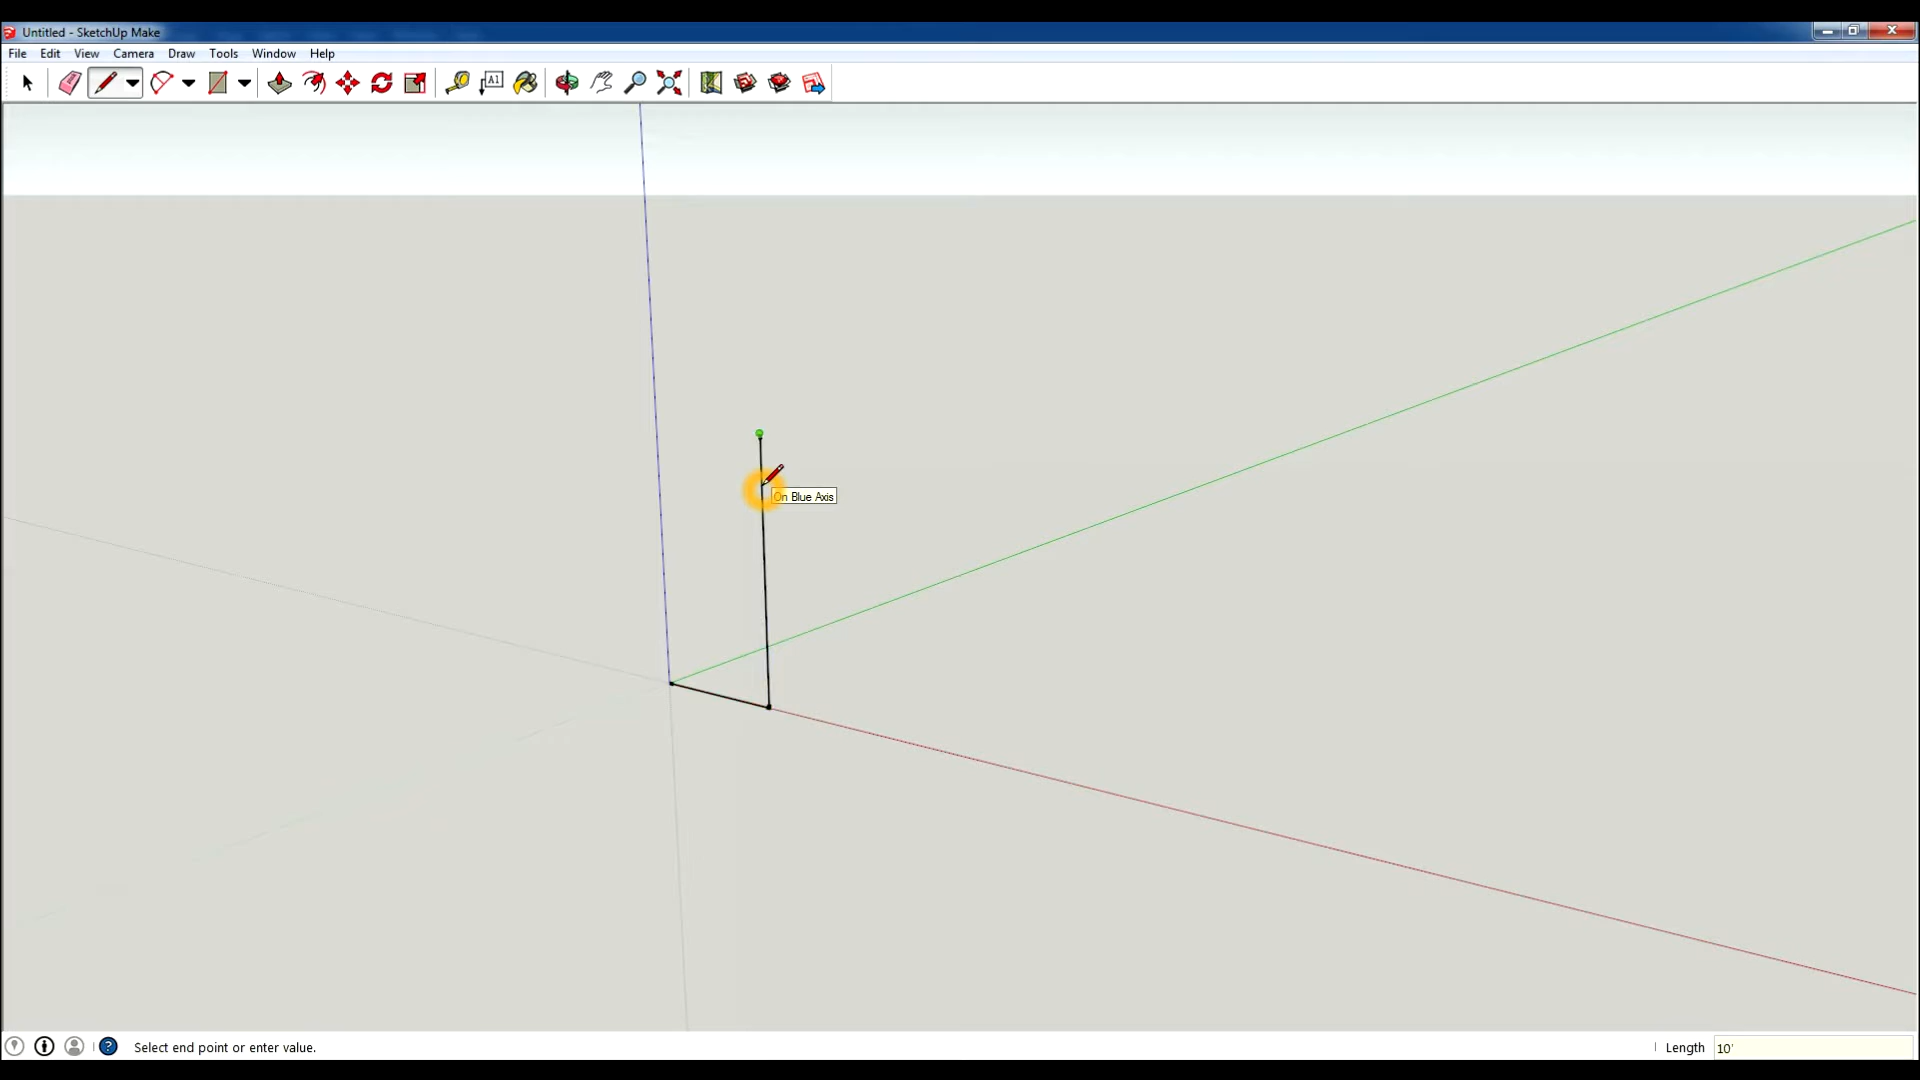 Untitled - SketchUp Make
File Edit View Camera Draw Tools Window Help
A1
On Blue Axis
Select end point or enter value.
Length 10'